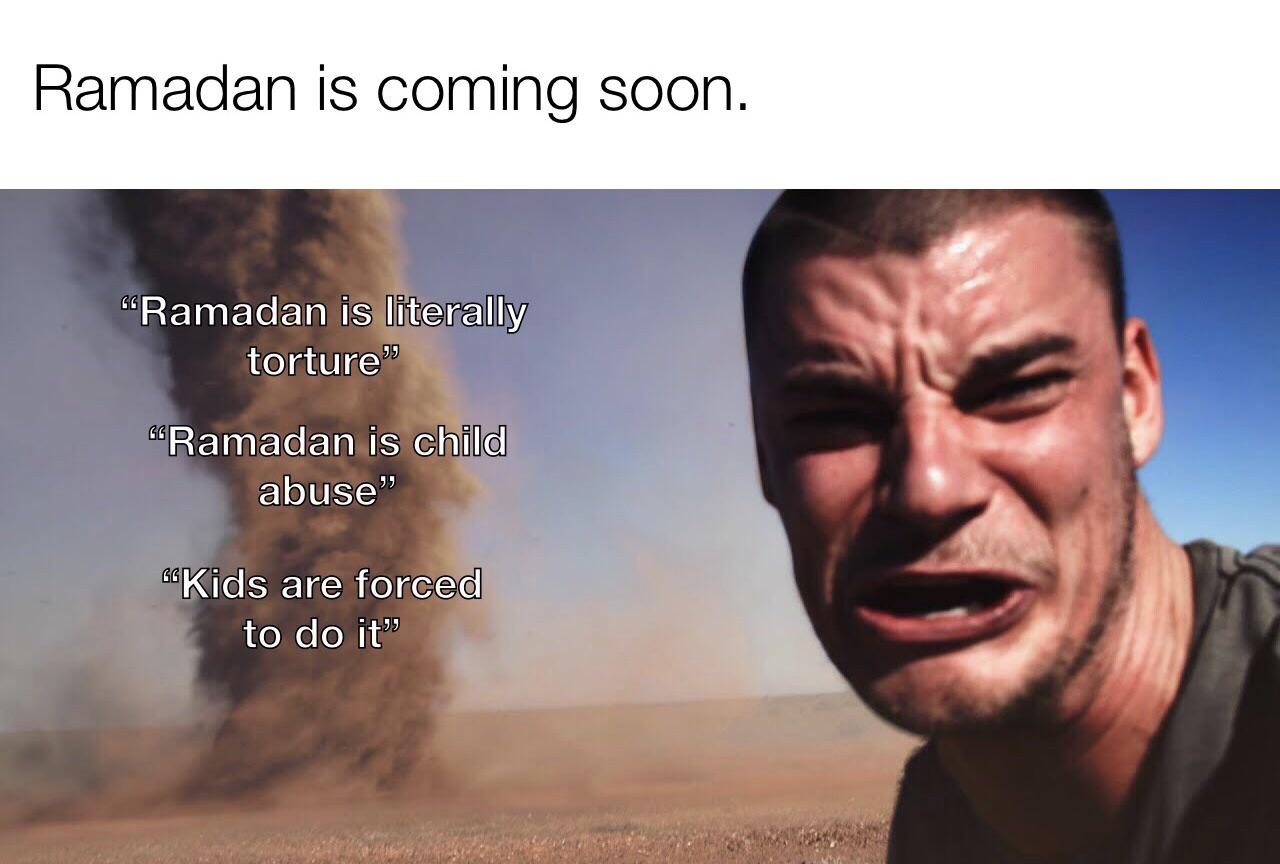 Ramadan is coming soon.
“Ramadan is literally
torture”
“Ramadan is child
abuse”
“Kids are forced
to do it”